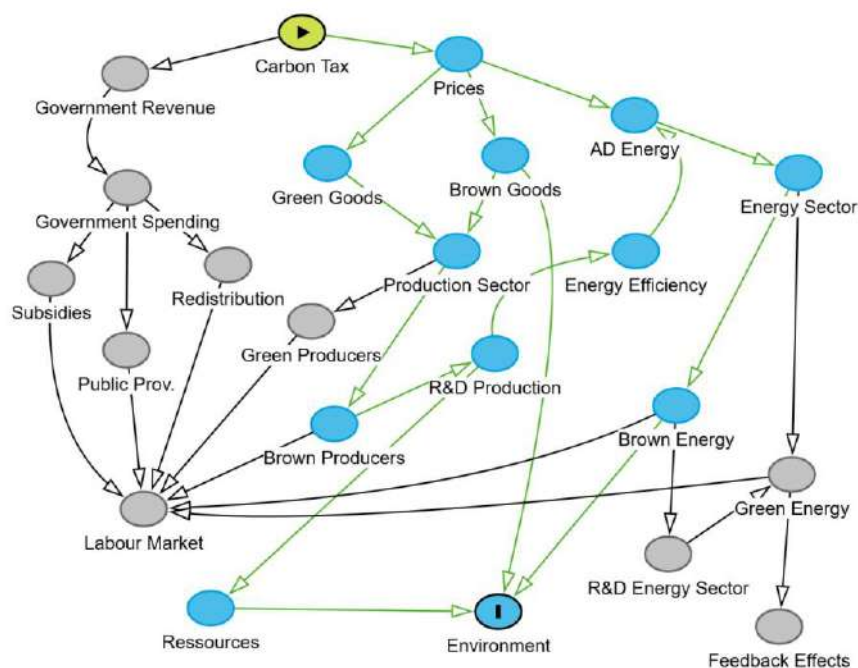 Carbon Tax
Prices
Government Revenue
AD Energy
Green Goods
Brown Goods
Energy Sector
Government Spending
Subsidies
Redistribution
Production Sector
Energy Efficiency
Green Producers
Public Prov.
R&D Production
Brown Producers
Brown Energy
Green Energy
Labour Market
R&D Energy Sector
Ressources
Environment
Feedback Effects